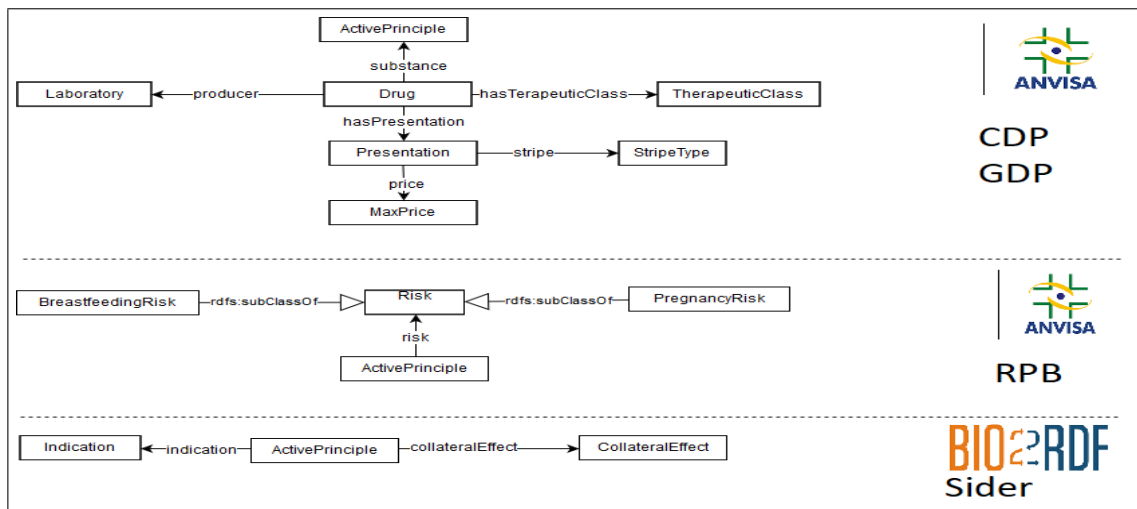 ActivePrinciple
substance
Laboratory producer Drug hasTerapeuticClass TherapeuticClass
hasPresentation
Presentation stripe StripeType
price
MaxPrice
ANVISA
CDP
GDP
BreastfeedingRisk rdfs:subClassOf Risk rdfs:subClassOf PregnancyRisk
risk
ActivePrinciple
ANVISA
RPB
Indication indication ActivePrinciple collateralEffect CollateralEffect
BIO2RDF
Sider